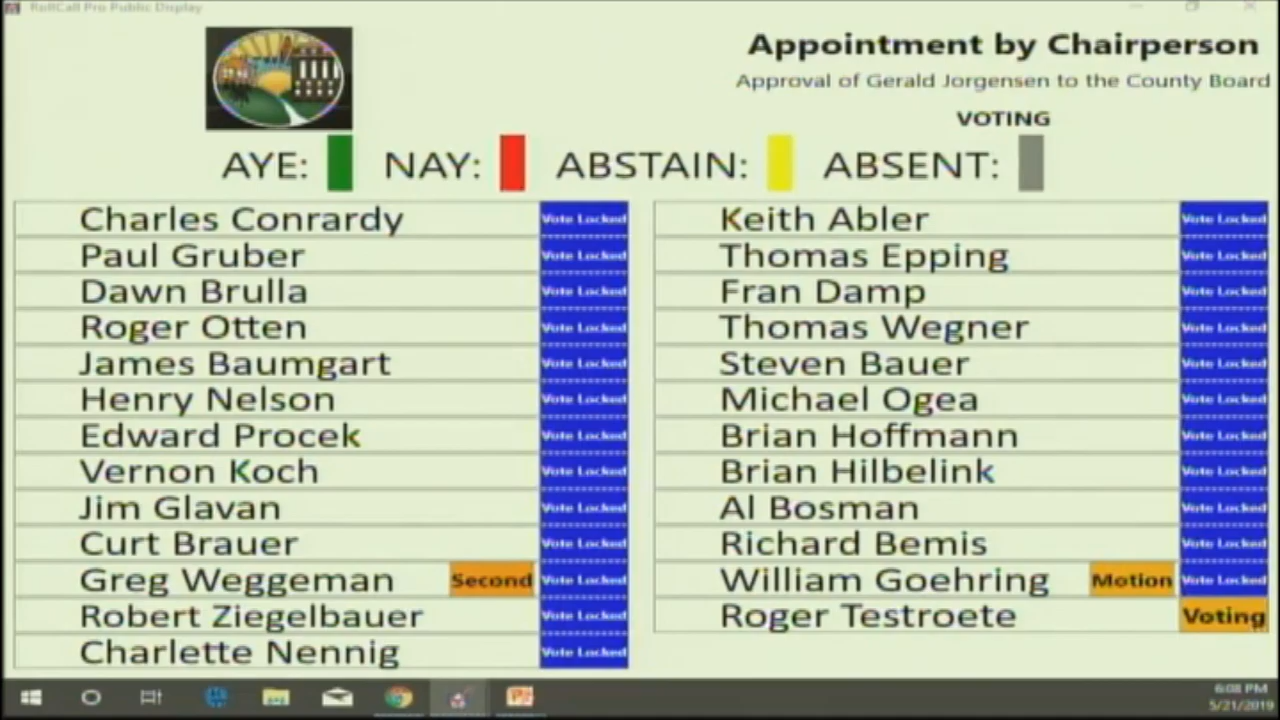 RollCall Pro Public Display
Appointment by Chairperson
Approval of Gerald Jorgensen to the County Board
VOTING
AYE: NAY: ABSTAIN: ABSENT:
Charles Conrardy Vote Locked
Paul Gruber Vote Locked
Dawn Brulla Vote Locked
Roger Otten Vote Locked
James Baumgart Vote Locked
Henry Nelson Vote Locked
Edward Procek Vote Locked
Vernon Koch Vote Locked
Jim Glavan Vote Locked
Curt Brauer Vote Locked
Greg Weggeman Second Vote Locked
Robert Ziegelbauer Vote Locked
Charlette Nennig Vote Locked
Keith Abler Vote Locked
Thomas Epping Vote Locked
Fran Damp Vote Locked
Thomas Wegner Vote Locked
Steven Bauer Vote Locked
Michael Ogea Vote Locked
Brian Hoffmann Vote Locked
Brian Hilbelink Vote Locked
Al Bosman Vote Locked
Richard Bemis Vote Locked
William Goehring Motion Vote Locked
Roger Testroete Voting
6:08 PM
5/21/2019